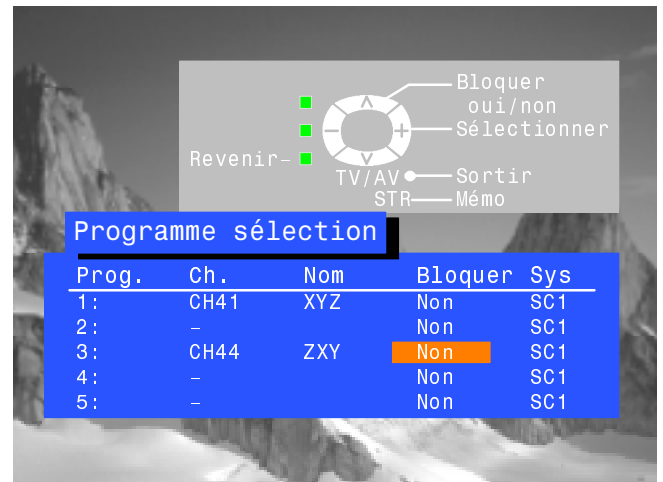 Bloquer
oui/non
Sélectionner
Revenir
TV/AV Sortir
STR Mémo
Programme sélection
Prog. Ch. Nom Bloquer Sys
1: CH41 XYZ Non SC1
2: – Non SC1
3: CH44 ZXY Non SC1
4: – Non SC1
5: – Non SC1